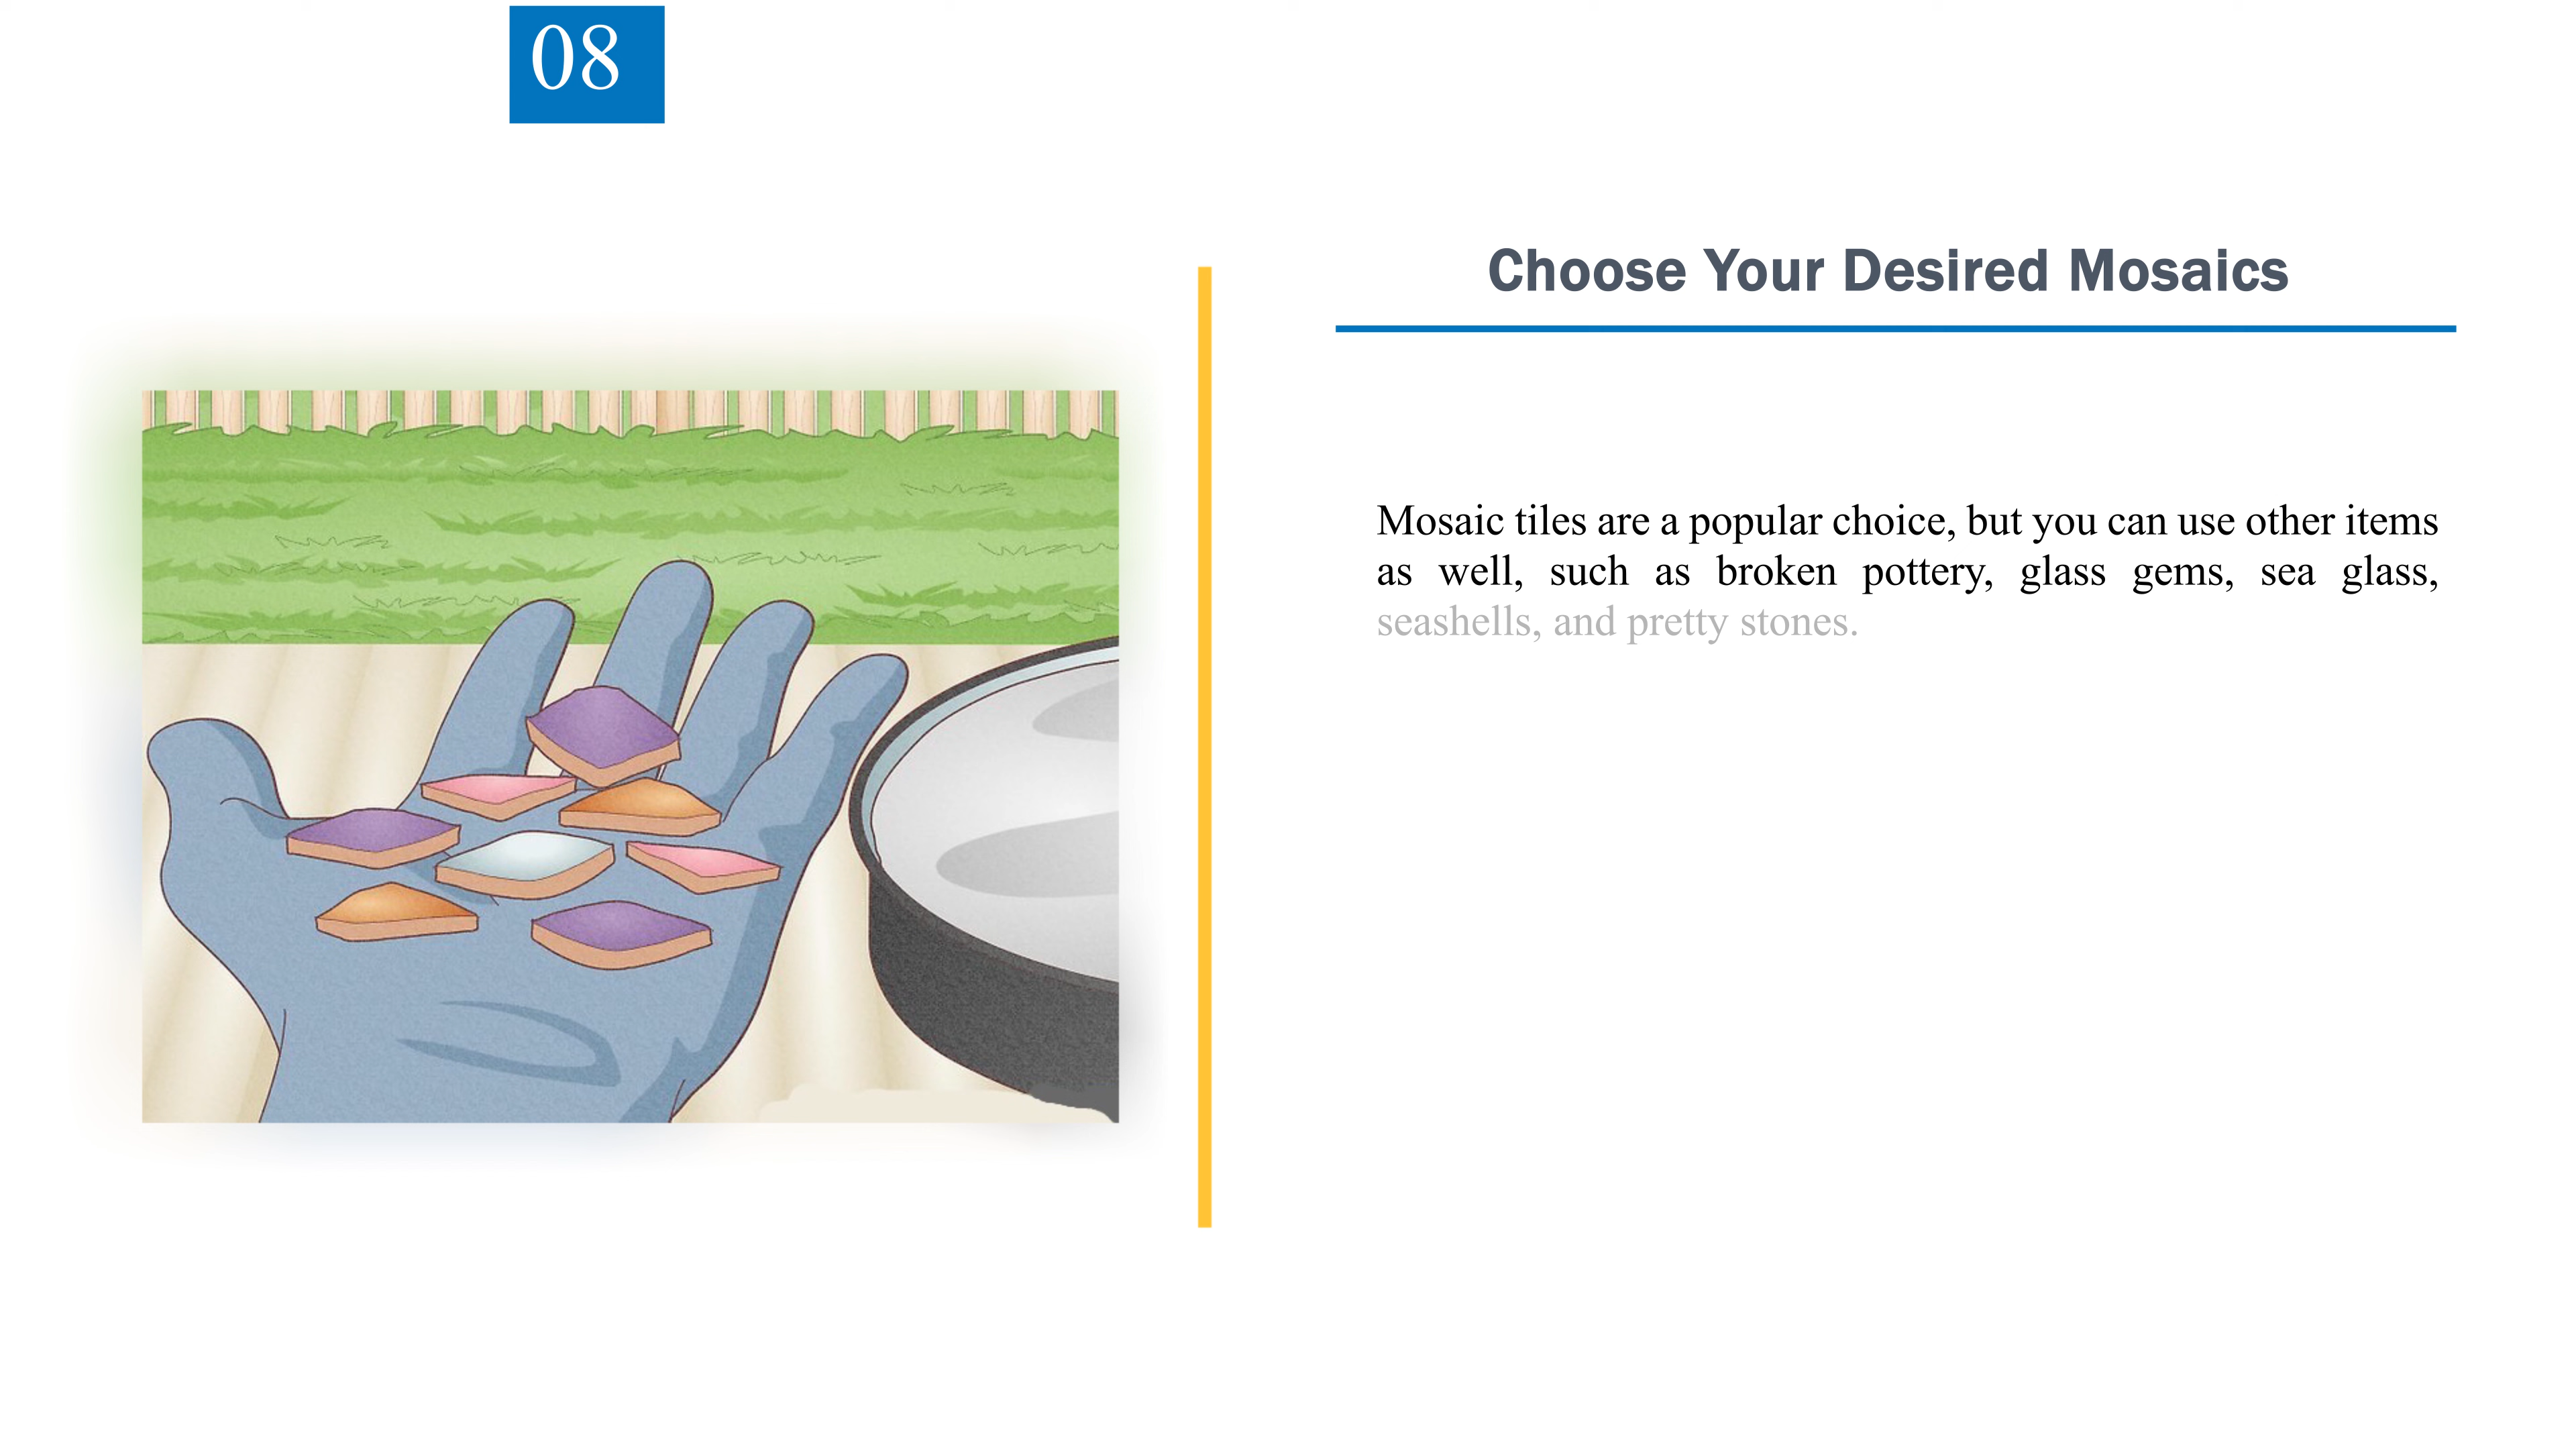 08
Choose Your Desired Mosaics
Mosaic tiles are a popular choice, but you can use other items
as well, such as broken pottery, glass gems, sea glass,
seashells, and pretty stones.